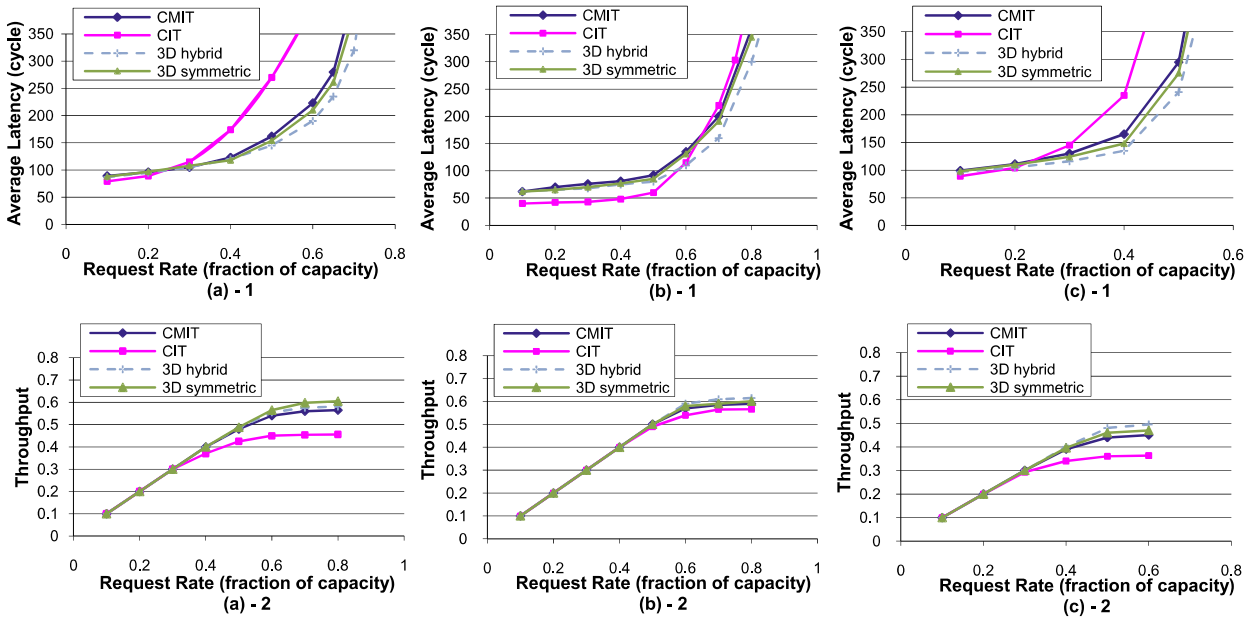 CMIT
CIT
3D hybrid
3D symmetric
Average Latency (cycle)
350
300
250
200
150
100
50
0
0
0.2
0.4
0.6
0.8
Request Rate (fraction of capacity)
(a) - 1
CMIT
CIT
3D hybrid
3D symmetric
Average Latency (cycle)
350
300
250
200
150
100
50
0
0
0.2
0.4
0.6
0.8
1
Request Rate (fraction of capacity)
(b) - 1
CMIT
CIT
3D hybrid
3D symmetric
Average Latency (cycle)
350
300
250
200
150
100
50
0
0
0.2
0.4
0.6
Request Rate (fraction of capacity)
(c) - 1
CMIT
CIT
3D hybrid
3D symmetric
Throughput
0.8
0.7
0.6
0.5
0.4
0.3
0.2
0.1
0
0
0.2
0.4
0.6
0.8
1
Request Rate (fraction of capacity)
(a) - 2
CMIT
CIT
3D hybrid
3D symmetric
Throughput
0.8
0.7
0.6
0.5
0.4
0.3
0.2
0.1
0
0
0.2
0.4
0.6
0.8
1
Request Rate (fraction of capacity)
(b) - 2
CMIT
CIT
3D hybrid
3D symmetric
Throughput
0.8
0.7
0.6
0.5
0.4
0.3
0.2
0.1
0
0
0.2
0.4
0.6
0.8
Request Rate (fraction of capacity)
(c) - 2